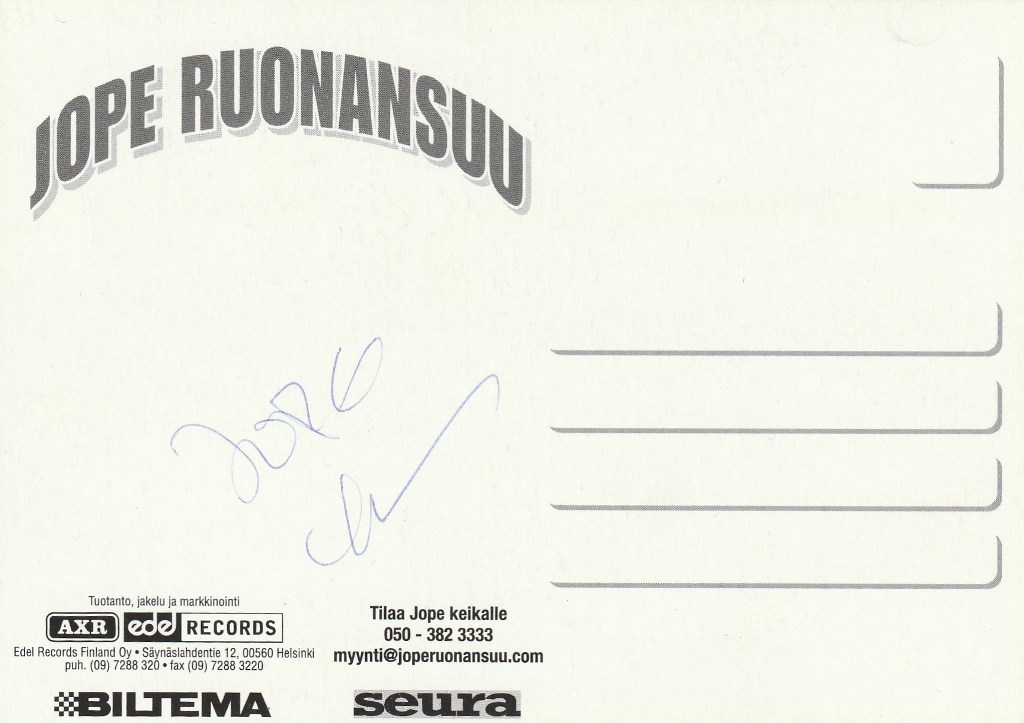 JOPE RUONANSUU
JOPE
Tuotanto, jakelu ja markkinointi
AXR edel RECORDS
Edel Records Finland Oy • Säynäslahdentie 12, 00560 Helsinki
puh. (09) 7288 320 • fax (09) 7288 3220
BILTEMA
Tilaa Jope keikalle
050 - 382 3333
myynti@joperuonansuu.com
seura